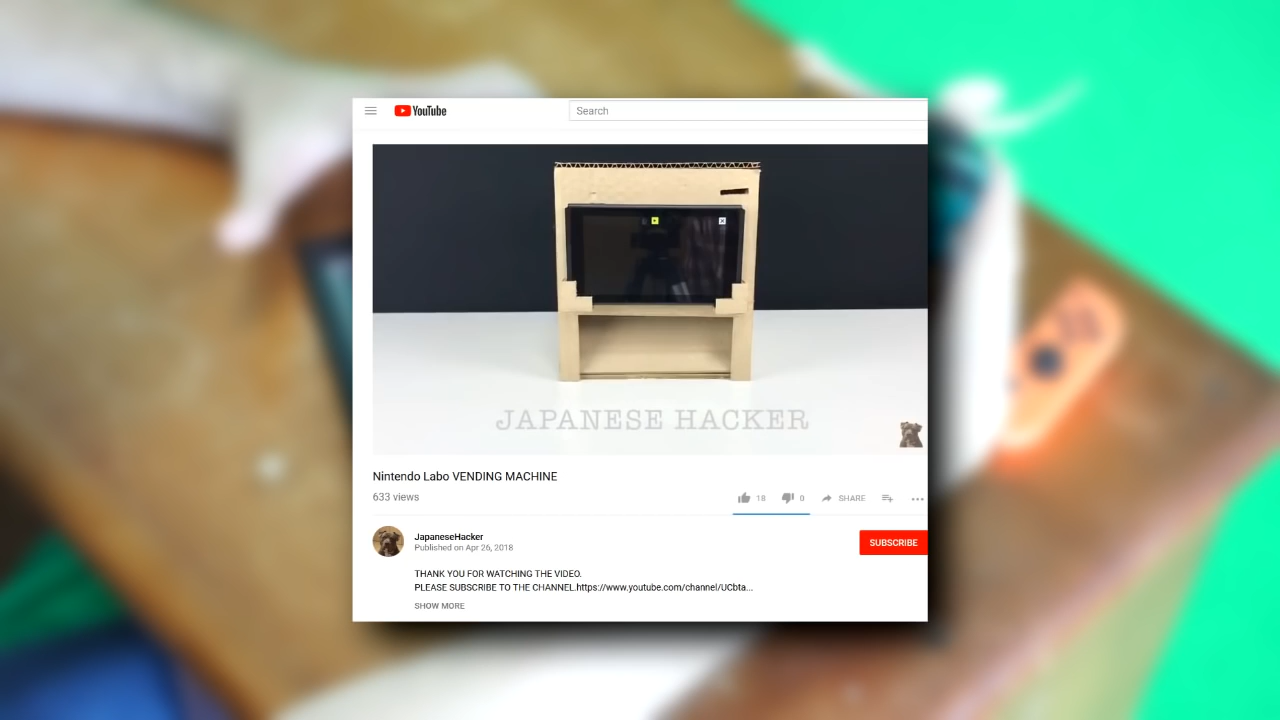 YouTube
Search
JAPANESE HACKER
Nintendo Labo VENDING MACHINE
633 views
18
0
SHARE
JapaneseHacker
Published on Apr 26, 2018
SUBSCRIBE
THANK YOU FOR WATCHING THE VIDEO.
PLEASE SUBSCRIBE TO THE CHANNEL.https://www.youtube.com/channel/UCbta...
SHOW MORE